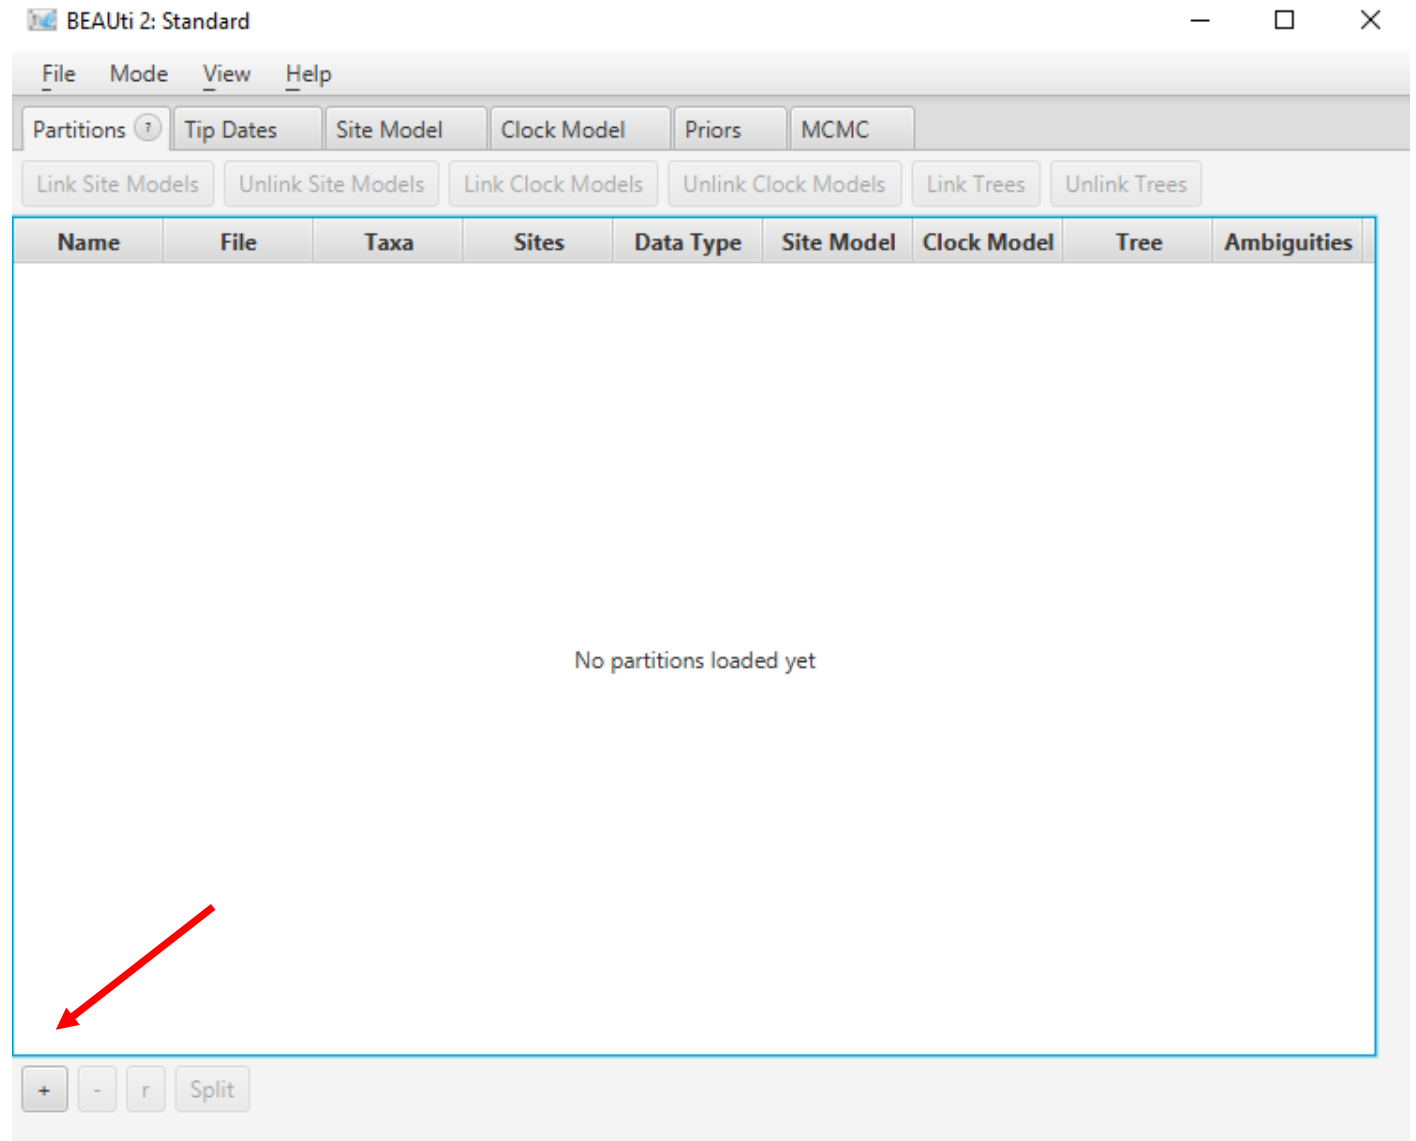 BEAUti 2: Standard
File Mode View Help
Partitions ? Tip Dates Site Model Clock Model Priors MCMC
Link Site Models Unlink Site Models Link Clock Models Unlink Clock Models Link Trees Unlink Trees
Name File Taxa Sites Data Type Site Model Clock Model Tree Ambiguities
No partitions loaded yet
+ - r Split